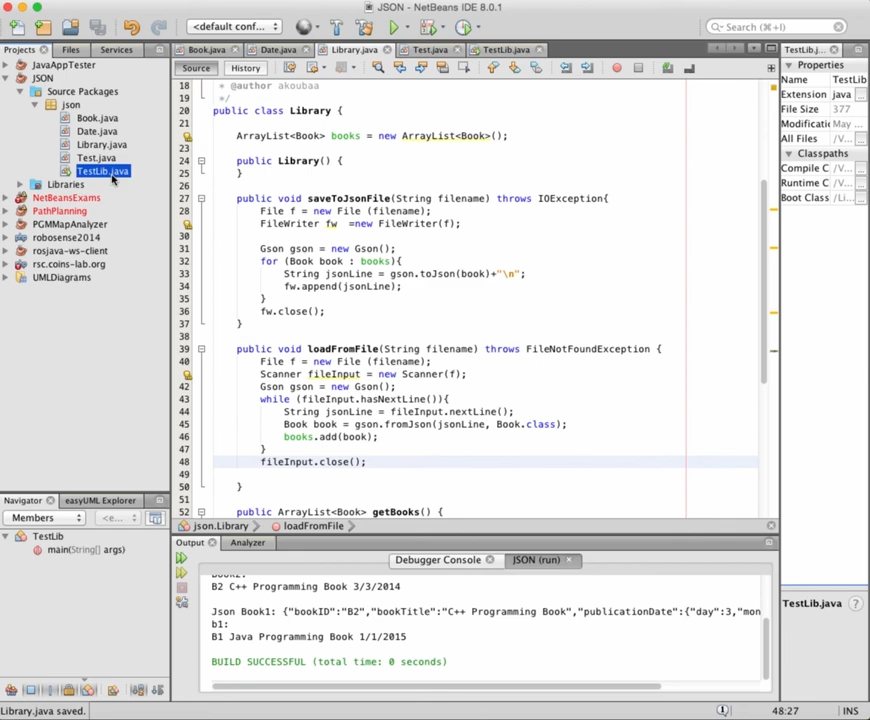 JSON - NetBeans IDE 8.0.1
<default conf...
Search (Html+I)
Projects
Files
Services
Book.java
Date.java
Library.java
Test.java
TestLib.java
TestLib.j...
Source
History
JavaAppTester
JSON
Source Packages
json
Book.java
Date.java
Library.java
Test.java
TestLib.java
Libraries
NetBeansExams
PathPlanning
PGMMapAnalyzer
robosense2014
rosjava-ws-client
rsc.coins-lab.org
UMLDiagrams
18 * @author akoubaa
19 */
20 public class Library {
21
22 ArrayList<Book> books = new ArrayList<Book>();
23
24 public Library() {
25 }
26
27 public void saveToJsonFile(String filename) throws IOException{
28 File f = new File (filename);
FileWriter fw =new FileWriter(f);
30
31 Gson gson = new Gson();
32 for (Book book : books){
33 String jsonLine = gson.toJson(book)+"\n";
34 fw.append(jsonLine);
35 }
36 fw.close();
37 }
38
39 public void loadFromFile(String filename) throws FileNotFoundException {
40 File f = new File (filename);
Scanner fileInput = new Scanner(f);
42 Gson gson = new Gson();
43 while (fileInput.hasNextLine()){
44 String jsonLine = fileInput.nextLine();
45 Book book = gson.fromJson(jsonLine, Book.class);
46 books.add(book);
47 }
48 fileInput.close();
49
50 }
51
52 public ArrayList<Book> getBooks() {
json.Library
loadFromFile
Properties
Name TestLib
Extension java ...
File Size 377
Modificati May ...
All Files /V...
Classpaths
Compile C /V...
Runtime C /V...
Boot Class /Li...
TestLib.java
Navigator
easyUML Explorer
Members
<e...
TestLib
main(String[] args)
Output
Analyzer
Debugger Console
JSON (run)
Book2:
B2 C++ Programming Book 3/3/2014
Json Book1: {"bookID":"B2","bookTitle":"C++ Programming Book","publicationDate":{"day":3,"mon
b1:
B1 Java Programming Book 1/1/2015
BUILD SUCCESSFUL (total time: 0 seconds)
Library.java saved.
1
48:27
INS